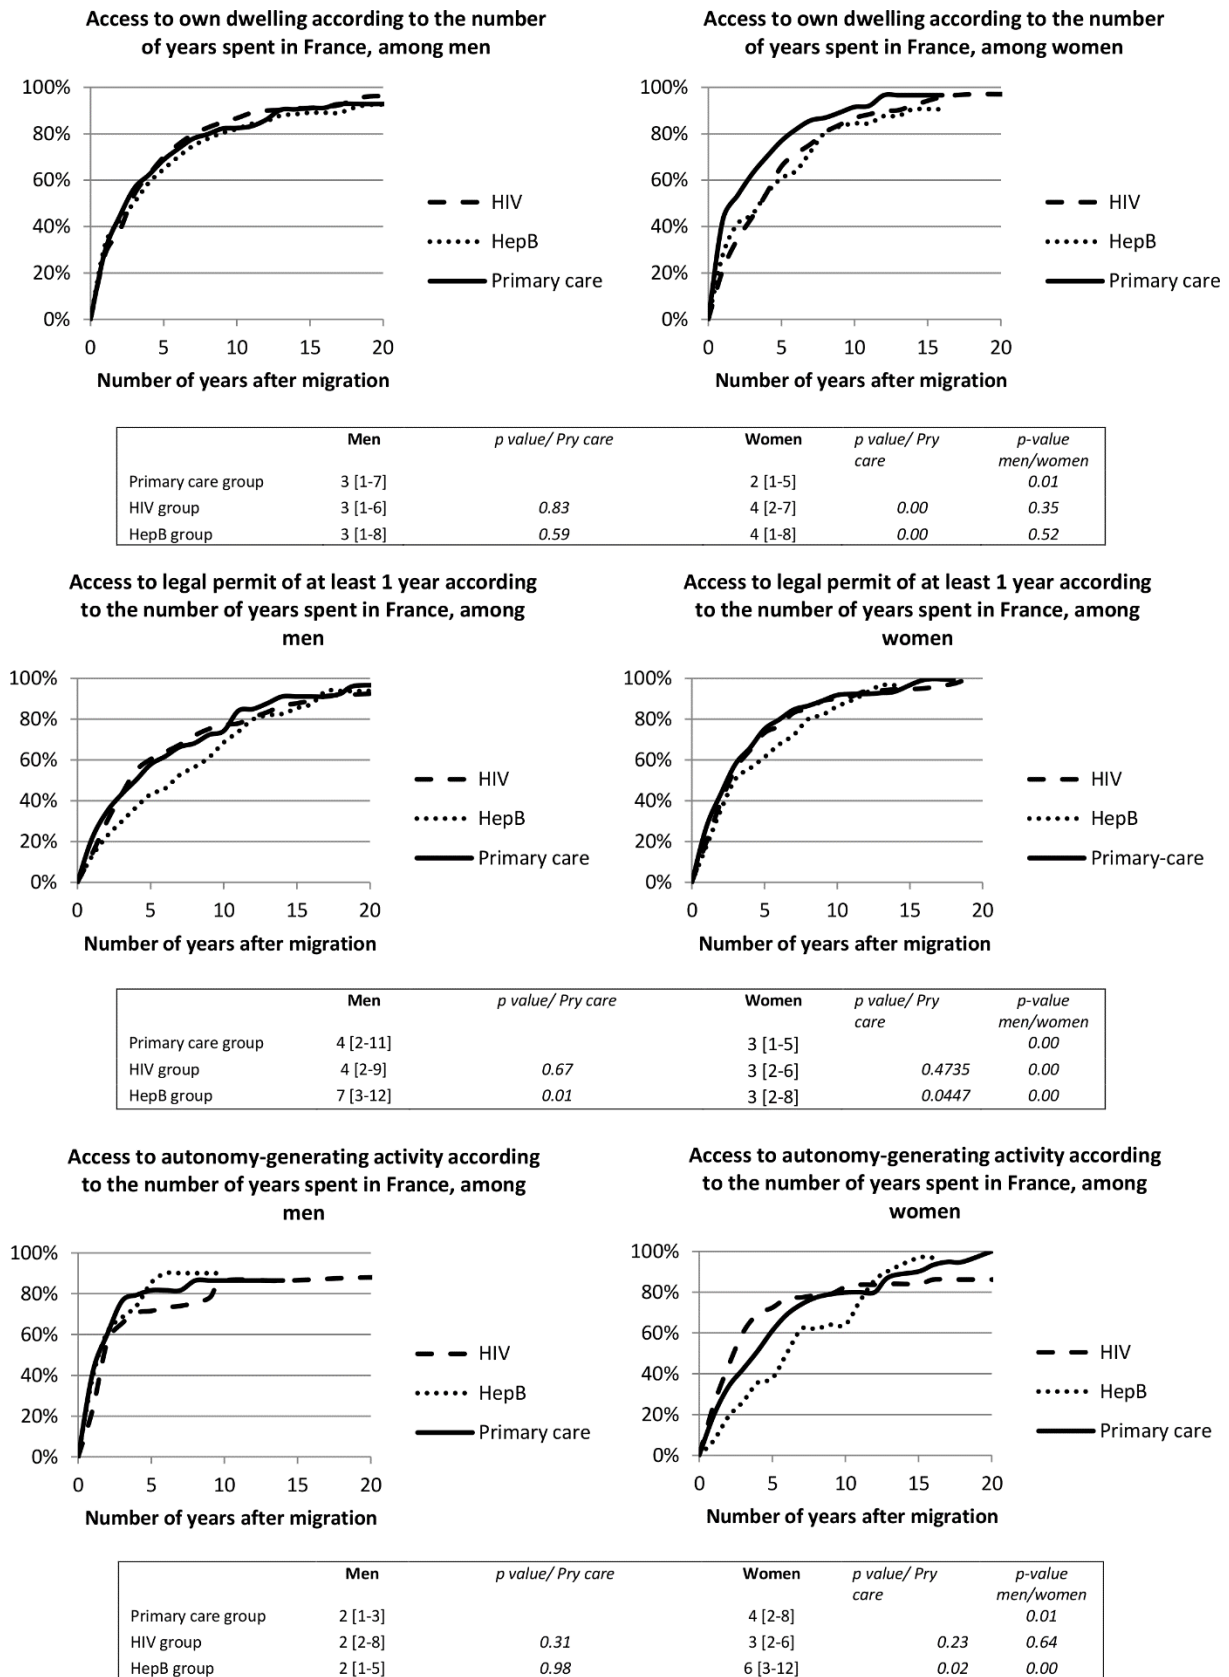 Access to own dwelling according to the number
of years spent in France, among men
100%
80%
60%
40%
20%
0%
0 5 10 15 20
Number of years after migration
HIV
HepB
Primary care
Access to own dwelling according to the number
of years spent in France, among women
100%
80%
60%
40%
20%
0%
0 5 10 15 20
Number of years after migration
HIV
HepB
Primary care
Men p value/ Pry care Women p value/ Pry care p-value men/women
Primary care group 3 [1-7] 2 [1-5] 0.01
HIV group 3 [1-6] 0.83 4 [2-7] 0.00 0.35
HepB group 3 [1-8] 0.59 4 [1-8] 0.00 0.52
Access to legal permit of at least 1 year according
to the number of years spent in France, among
men
100%
80%
60%
40%
20%
0%
0 5 10 15 20
Number of years after migration
HIV
HepB
Primary care
Access to legal permit of at least 1 year according
to the number of years spent in France, among
women
100%
80%
60%
40%
20%
0%
0 5 10 15 20
Number of years after migration
HIV
HepB
Primary-care
Men p value/ Pry care Women p value/ Pry care p-value men/women
Primary care group 4 [2-11] 3 [1-5] 0.00
HIV group 4 [2-9] 0.67 3 [2-6] 0.4735 0.00
HepB group 7 [3-12] 0.01 3 [2-8] 0.0447 0.00
Access to autonomy-generating activity according
to the number of years spent in France, among
men
100%
80%
60%
40%
20%
0%
0 5 10 15 20
Number of years after migration
HIV
HepB
Primary care
Access to autonomy-generating activity according
to the number of years spent in France, among
women
100%
80%
60%
40%
20%
0%
0 5 10 15 20
Number of years after migration
HIV
HepB
Primary care
Men p value/ Pry care Women p value/ Pry care p-value men/women
Primary care group 2 [1-3] 4 [2-8] 0.01
HIV group 2 [2-8] 0.31 3 [2-6] 0.23 0.64
HepB group 2 [1-5] 0.98 6 [3-12] 0.02 0.00